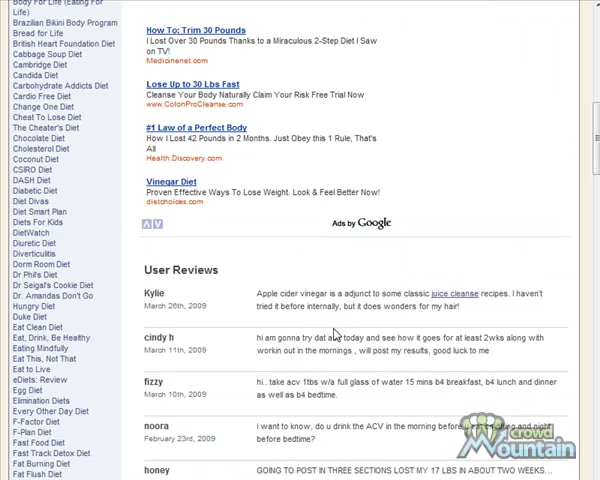 Body For Life (Eating For
Life)
Brazilian Bikini Body Program
Bread for Life
British Heart Foundation Diet
Cabbage Soup Diet
Cambridge Diet
Candida Diet
Carbohydrate Addicts Diet
Cardio Free Diet
Change One Diet
Cheat To Lose Diet
The Cheater's Diet
Chocolate Diet
Cholesterol Diet
Coconut Diet
CSIRO Diet
DASH Diet
Diabetic Diet
Diet Divas
Diet Smart Plan
Diets For Kids
DietWatch
Diuretic Diet
Diverticulitis
Dorm Room Diet
Dr Phil's Diet
Dr Seigal's Cookie Diet
Dr. Amandas Don't Go
Hungry Diet
Duke Diet
Eat Clean Diet
Eat, Drink, Be Healthy
Eating Mindfully
Eat This, Not That
Eat to Live
eDiets: Review
Egg Diet
Elimination Diets
Every Other Day Diet
F-Factor Diet
F-Plan Diet
Fast Food Diet
Fast Track Detox Diet
Fat Burning Diet
Fat Flush Diet
How To: Trim 30 Pounds
I Lost Over 30 Pounds Thanks to a Miraculous 2-Step Diet I Saw
on TV!
Medicinenet.com
Lose Up to 30 Lbs Fast
Cleanse Your Body Naturally Claim Your Risk Free Trial Now
www.ColonProCleanse.com
#1 Law of a Perfect Body
How I Lost 42 Pounds in 2 Months. Just Obey this 1 Rule, That's
All
Health.Discovery.com
Vinegar Diet
Proven Effective Ways To Lose Weight. Look & Feel Better Now!
dietchoices.com
Ads by Google
User Reviews
Kylie
March 26th, 2009
Apple cider vinegar is a adjunct to some classic juice cleanse recipes. I haven't
tried it before internally, but it does wonders for my hair!
cindy h
March 11th, 2009
hi am gonna try dat acv today and see how it goes for at least 2wks along with
workin out in the mornings , will post my results, good luck to me
fizzy
March 10th, 2009
hi.. take acv 1tbs w/a full glass of water 15 mins b4 breakfast, b4 lunch and dinner
as well as b4 bedtime.
noora
February 23rd, 2009
i want to know, do u drink the ACV in the morning before u eat anything and night
before bedtime?
honey
GOING TO POST IN THREE SECTIONS LOST MY 17 LBS IN ABOUT TWO WEEKS...
crowd
Mountain